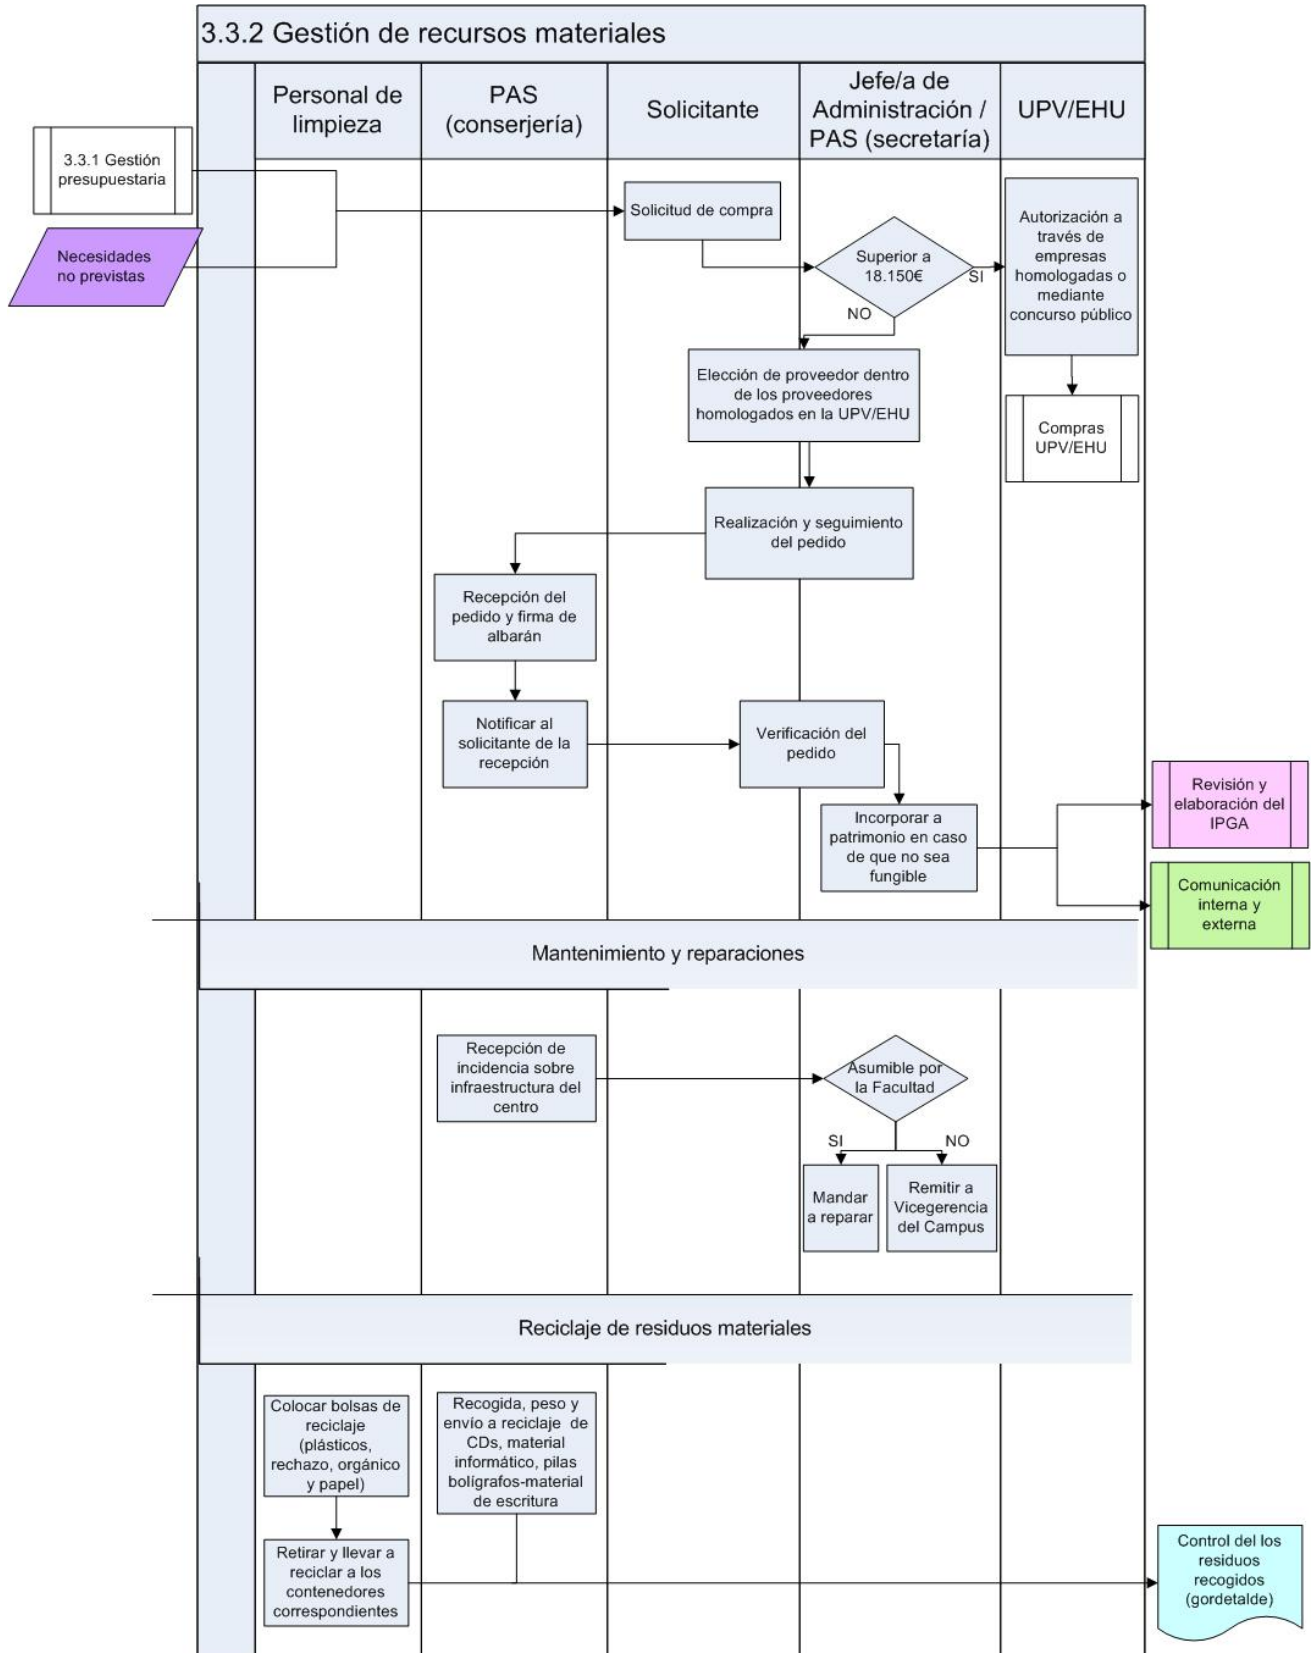 3.3.2 Gestión de recursos materiales
Personal de
limpieza
PAS
(conserjería)
Solicitante
Jefe/a de
Administración /
PAS (secretaría)
UPV/EHU
3.3.1 Gestión
presupuestaria
Necesidades
no previstas
Solicitud de compra
Superior a
18.150€
SI
NO
Autorización a
través de
empresas
homologadas o
mediante
concurso público
Elección de proveedor dentro
de los proveedores
homologados en la UPV/EHU
Compras
UPV/EHU
Realización y seguimiento
del pedido
Recepción del
pedido y firma de
albarán
Notificar al
solicitante de la
recepción
Verificación del
pedido
Incorporar a
patrimonio en caso
de que no sea
fungible
Revisión y
elaboración del
IPGA
Comunicación
interna y
externa
Mantenimiento y reparaciones
Recepción de
incidencia sobre
infraestructura del
centro
Asumible por
la Facultad
SI
NO
Mandar
a reparar
Remitir a
Vicegerencia
del Campus
Reciclaje de residuos materiales
Colocar bolsas de
reciclaje
(plásticos,
rechazo, orgánico
y papel)
Recogida, peso y
envío a reciclaje de
CDs, material
informático, pilas
bolígrafos-material
de escritura
Retirar y llevar a
reciclar a los
contenedores
correspondientes
Control del los
residuos
recogidos
(gordetalde)